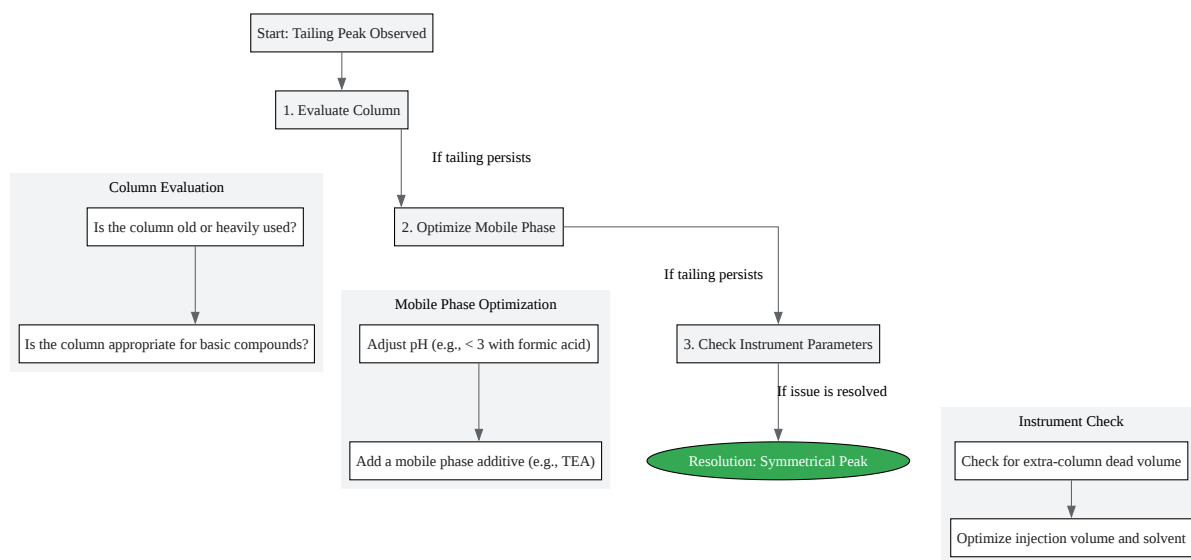 Start: Tailing Peak Observed
1. Evaluate Column
If tailing persists
Column Evaluation
Is the column old or heavily used?
2. Optimize Mobile Phase
If tailing persists
Mobile Phase Optimization
Is the column appropriate for basic compounds?
Adjust pH (e.g., < 3 with formic acid)
3. Check Instrument Parameters
If issue is resolved
Instrument Check
Add a mobile phase additive (e.g., TEA)
Resolution: Symmetrical Peak
Check for extra-column dead volume
Optimize injection volume and solvent